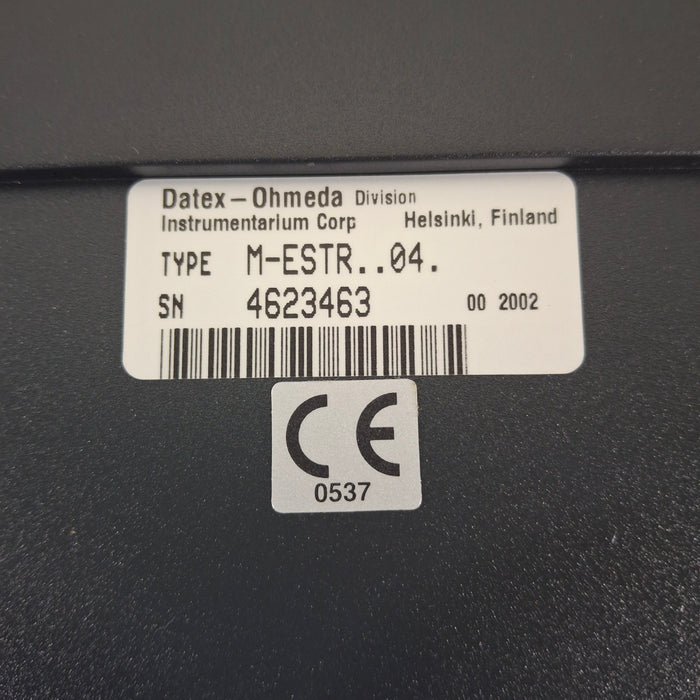 Datex-Ohmeda Division
Instrumentarium Corp Helsinki, Finland
TYPE M-ESTR..04.
SN 4623463 00 2002
CE
0537